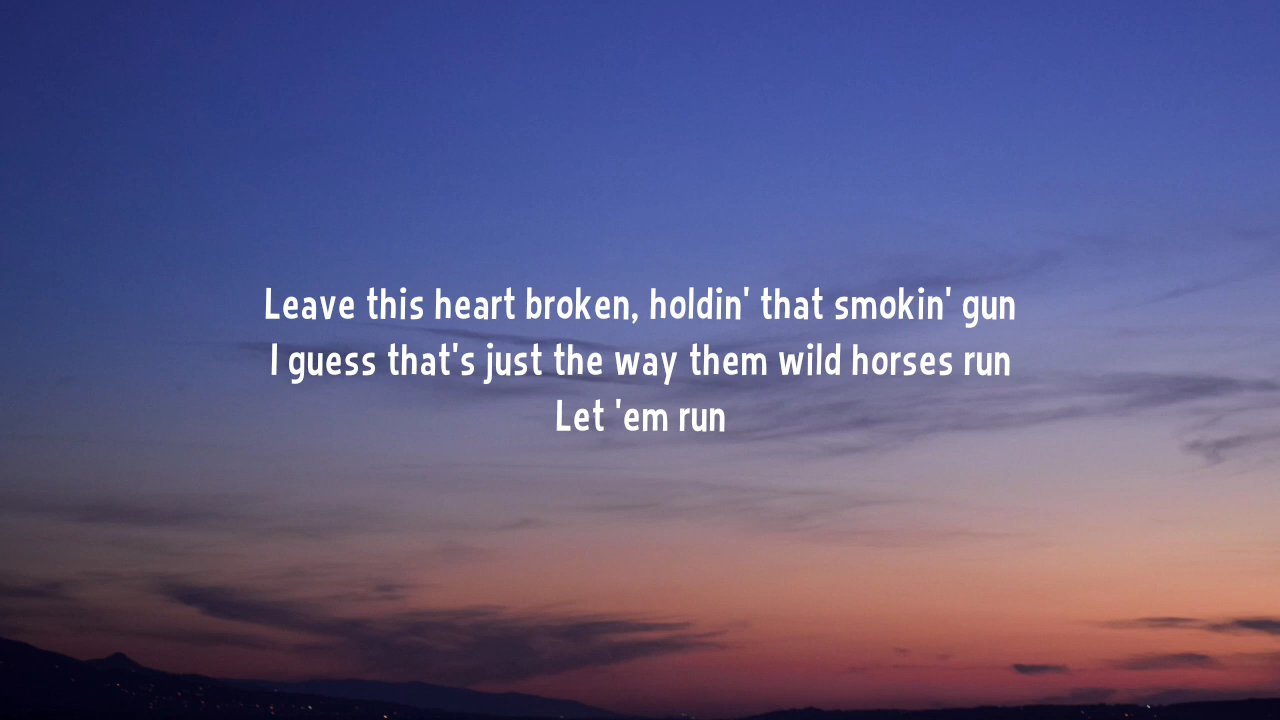 Leave this heart broken, holdin' that smokin' gun
I guess that's just the way them wild horses run
Let 'em run